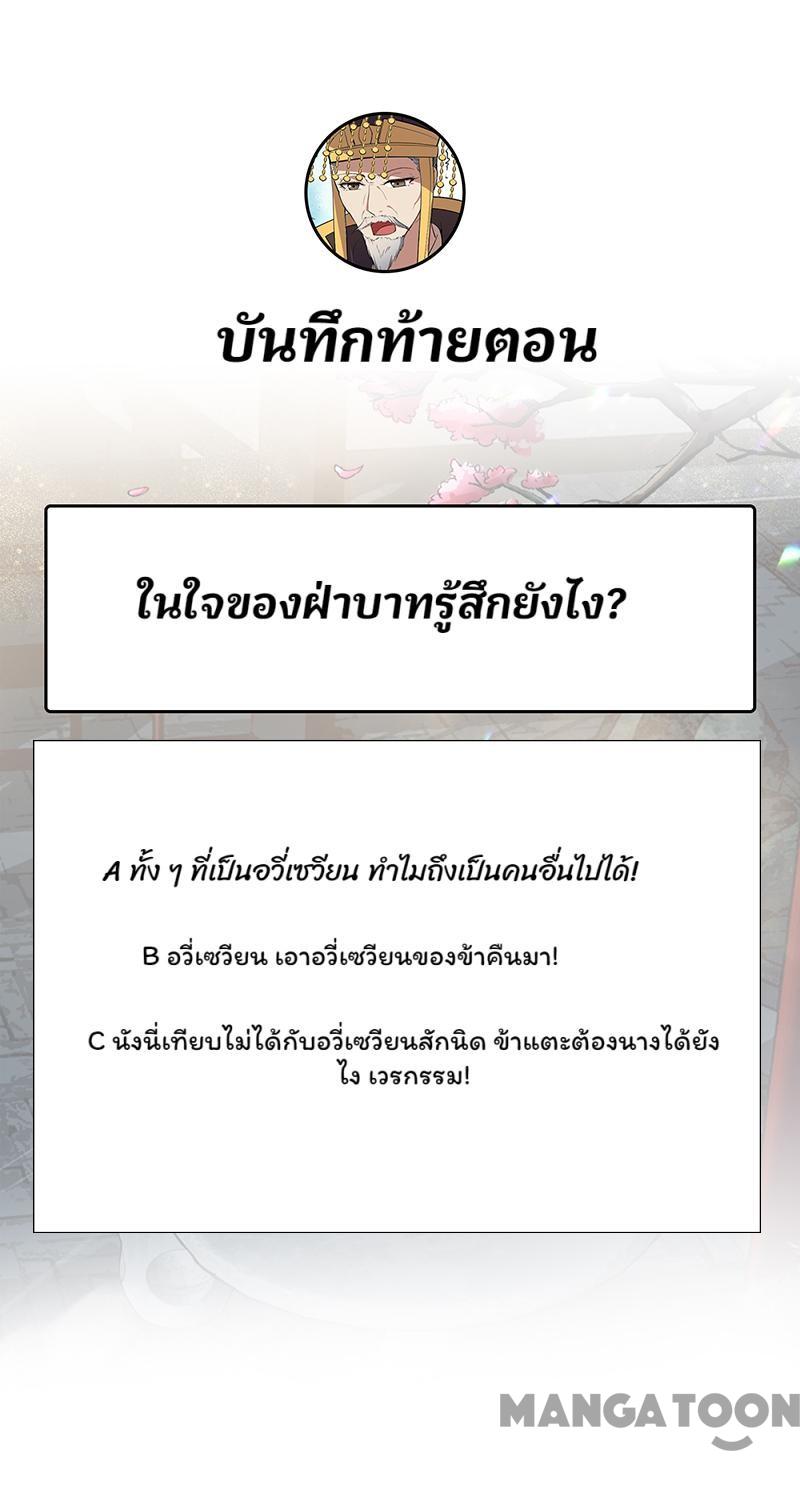 บันทึกท้ายตอน
ในใจของฝ่าบาทรู้สึกยังไง?
A ทั้ง ๆ ที่เป็นอวี่เซวียน ทำไมถึงเป็นคนอื่นไปได้!
B อวี่เซวียน เอาอวี่เซวียนของข้าคืนมา!
C นังนี่เทียบไม่ได้กับอวี่เซวียนสักนิด ข้าแตะต้องนางได้ยัง
ไง เวรกรรม!
MANGATOON